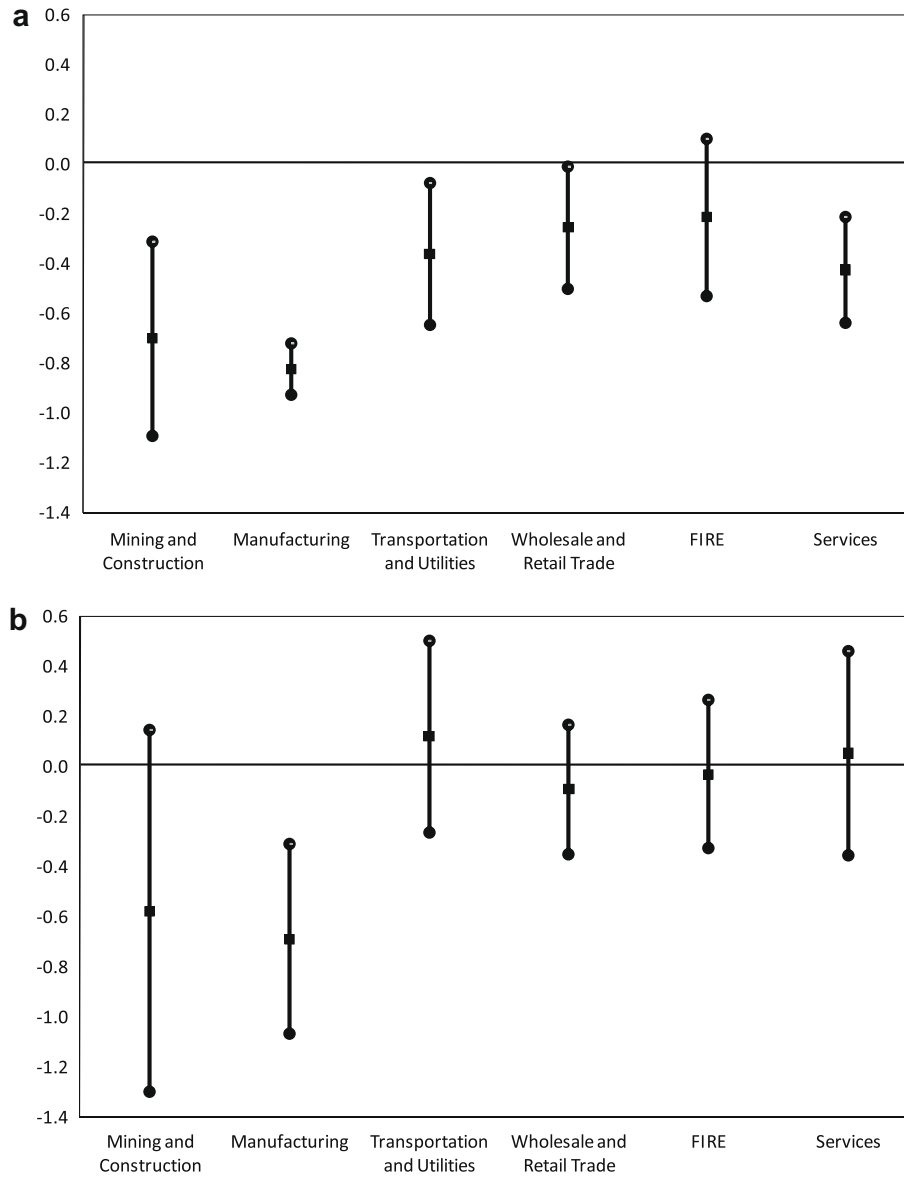 a
0.6
0.4
0.2
0.0
-0.2
-0.4
-0.6
-0.8
-1.0
-1.2
-1.4
Mining and Construction
Manufacturing
Transportation and Utilities
Wholesale and Retail Trade
FIRE
Services
b
0.6
0.4
0.2
0.0
-0.2
-0.4
-0.6
-0.8
-1.0
-1.2
-1.4
Mining and Construction
Manufacturing
Transportation and Utilities
Wholesale and Retail Trade
FIRE
Services